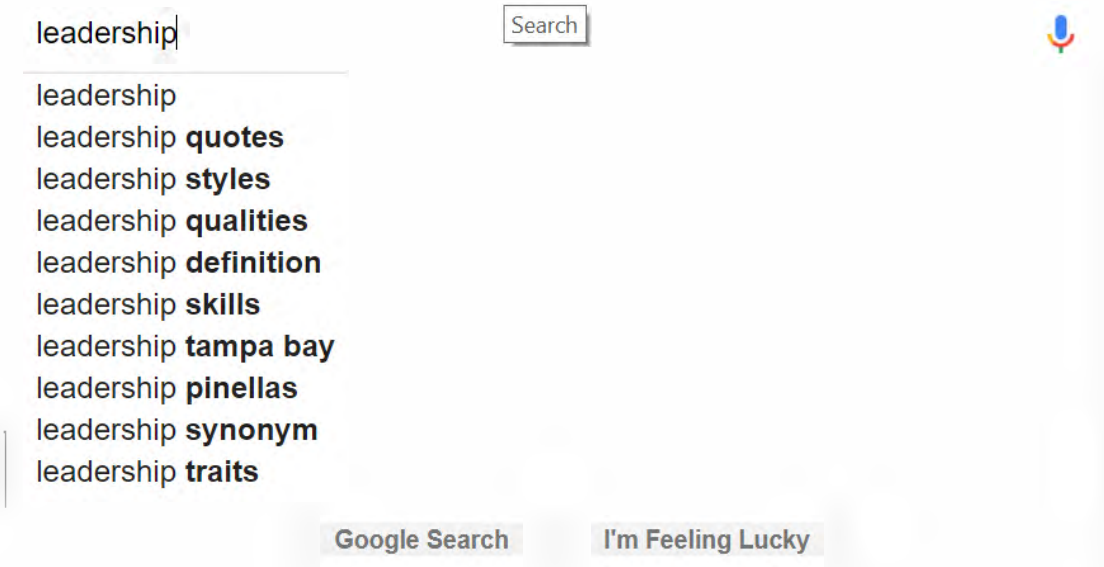 leadership
Search
leadership
leadership quotes
leadership styles
leadership qualities
leadership definition
leadership skills
leadership tampa bay
leadership pinellas
leadership synonym
leadership traits
Google Search
I'm Feeling Lucky